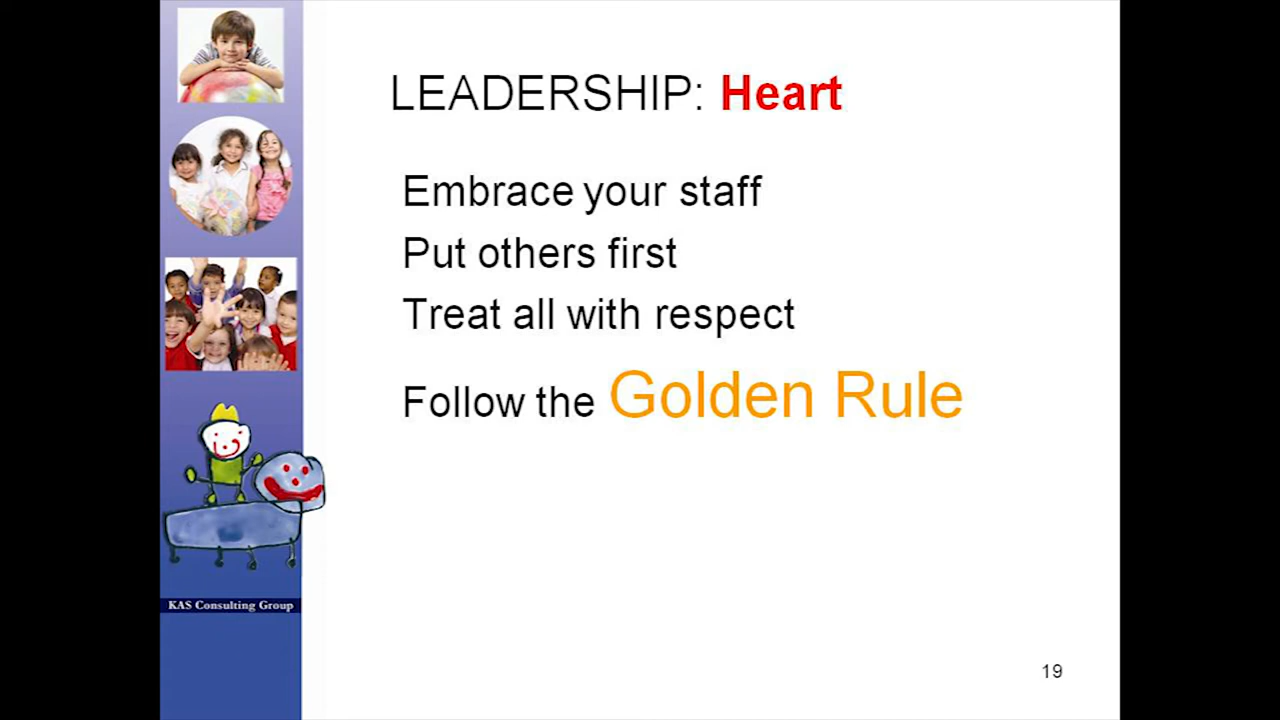 LEADERSHIP: Heart
Embrace your staff
Put others first
Treat all with respect
Follow the Golden Rule
KAS Consulting Group
19